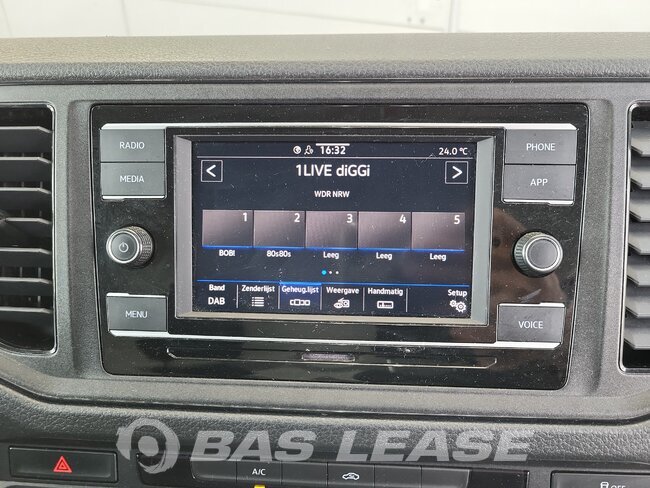 RADIO
MEDIA
MENU
PHONE
APP
VOICE
16:32
24.0 °C
< 1LIVE diGGi >
WDR NRW
1 2 3 4 5
BOB! 80s80s Leeg Leeg Leeg
Band Zenderlijst Geheug.lijst Weergave Handmatig Setup
DAB
A/C
OFF
BAS LEASE